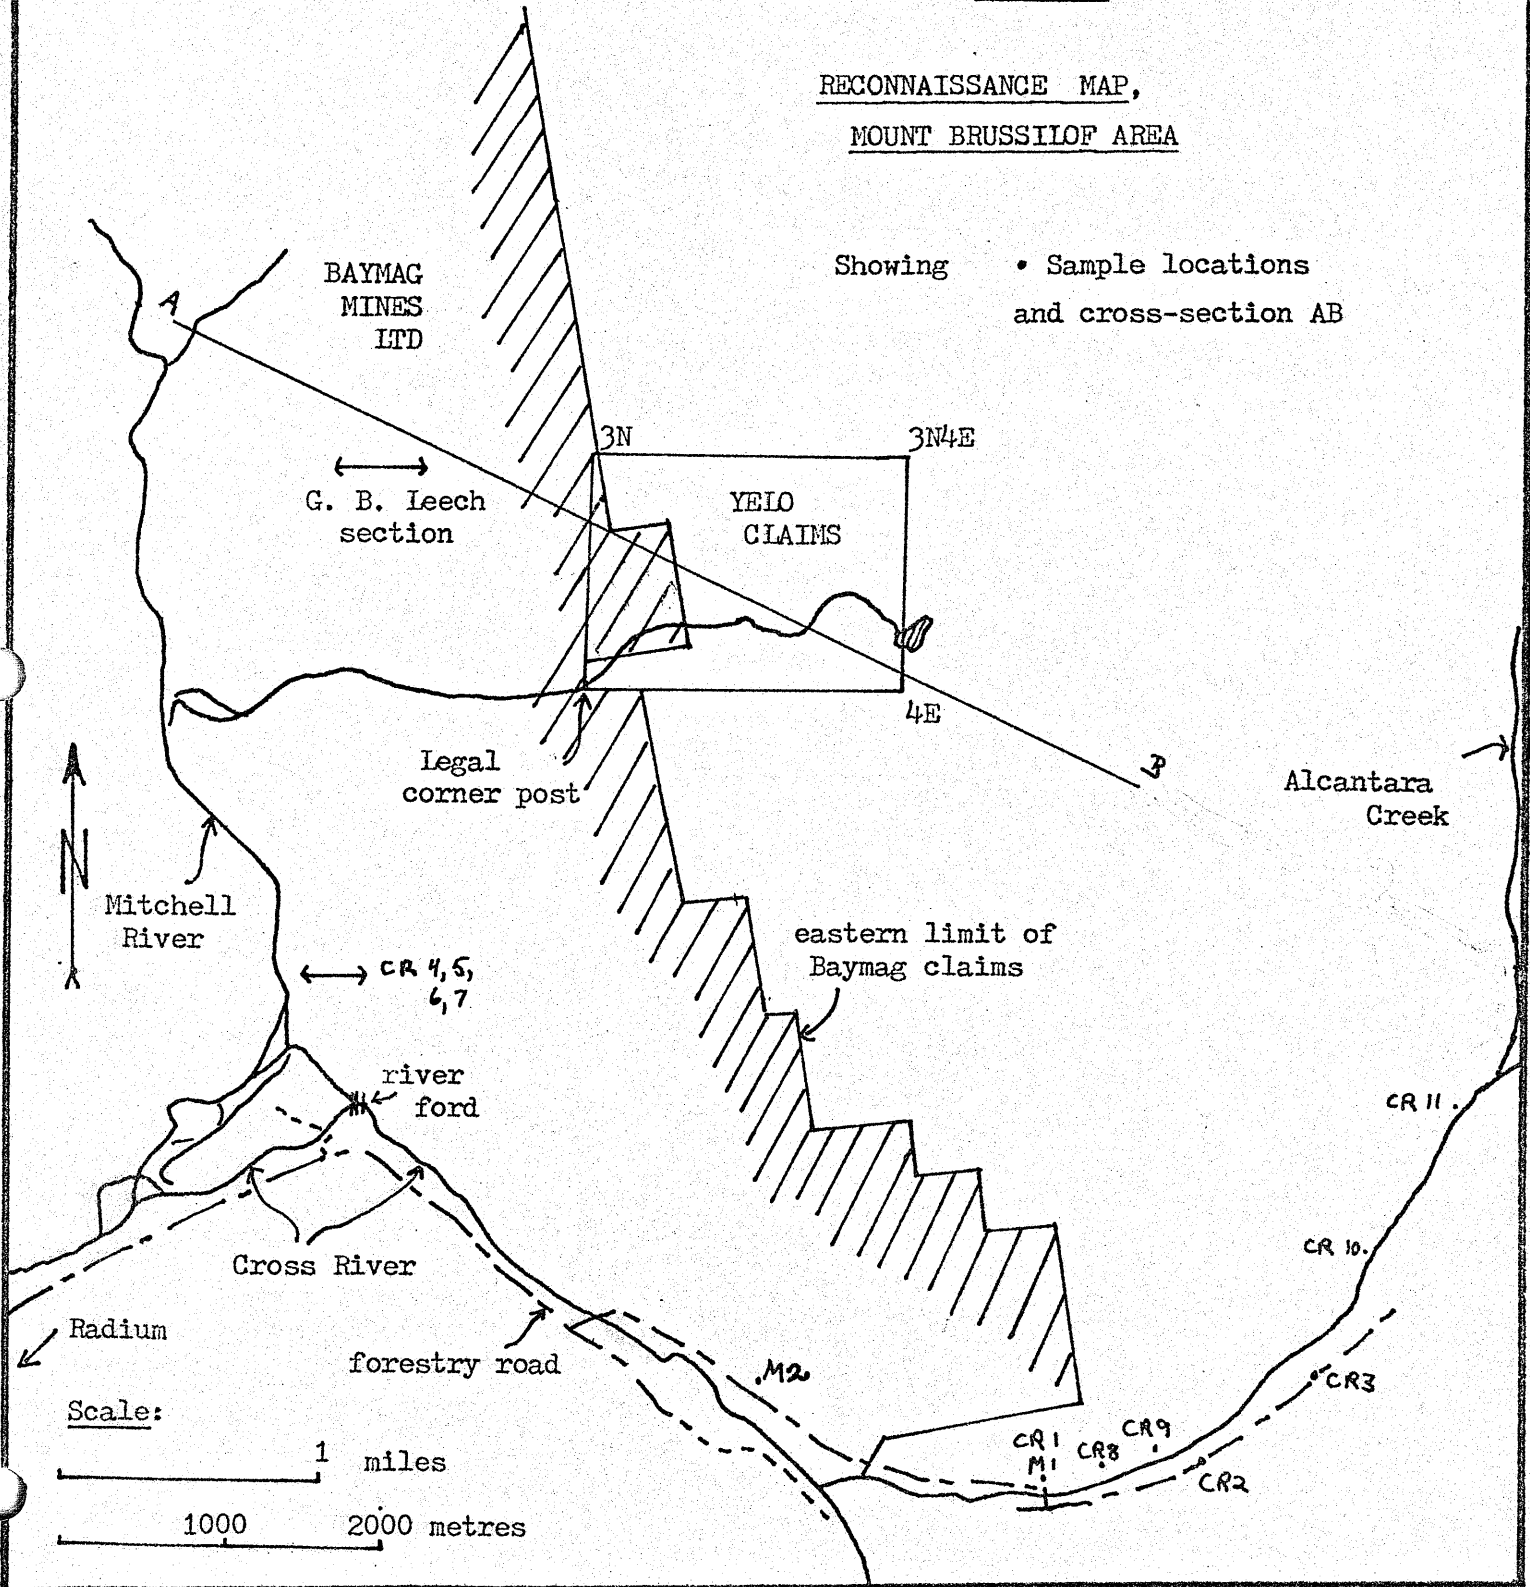 RECONNAISSANCE MAP,
MOUNT BRUSSILOF AREA
Showing • Sample locations
and cross-section AB
BAYMAG
MINES
LTD
A
3N
3N4E
G. B. Leech
section
YELO
CLAIMS
4E
Legal
corner post
B
Alcantara
Creek
N
Mitchell
River
eastern limit of
Baymag claims
CR 4,5,
6,7
river
ford
CR 11
Cross River
CR 10
Radium
forestry road
M2
CR3
Scale:
CR 1
M1
CR8
CR9
CR2
1 miles
1000 2000 metres